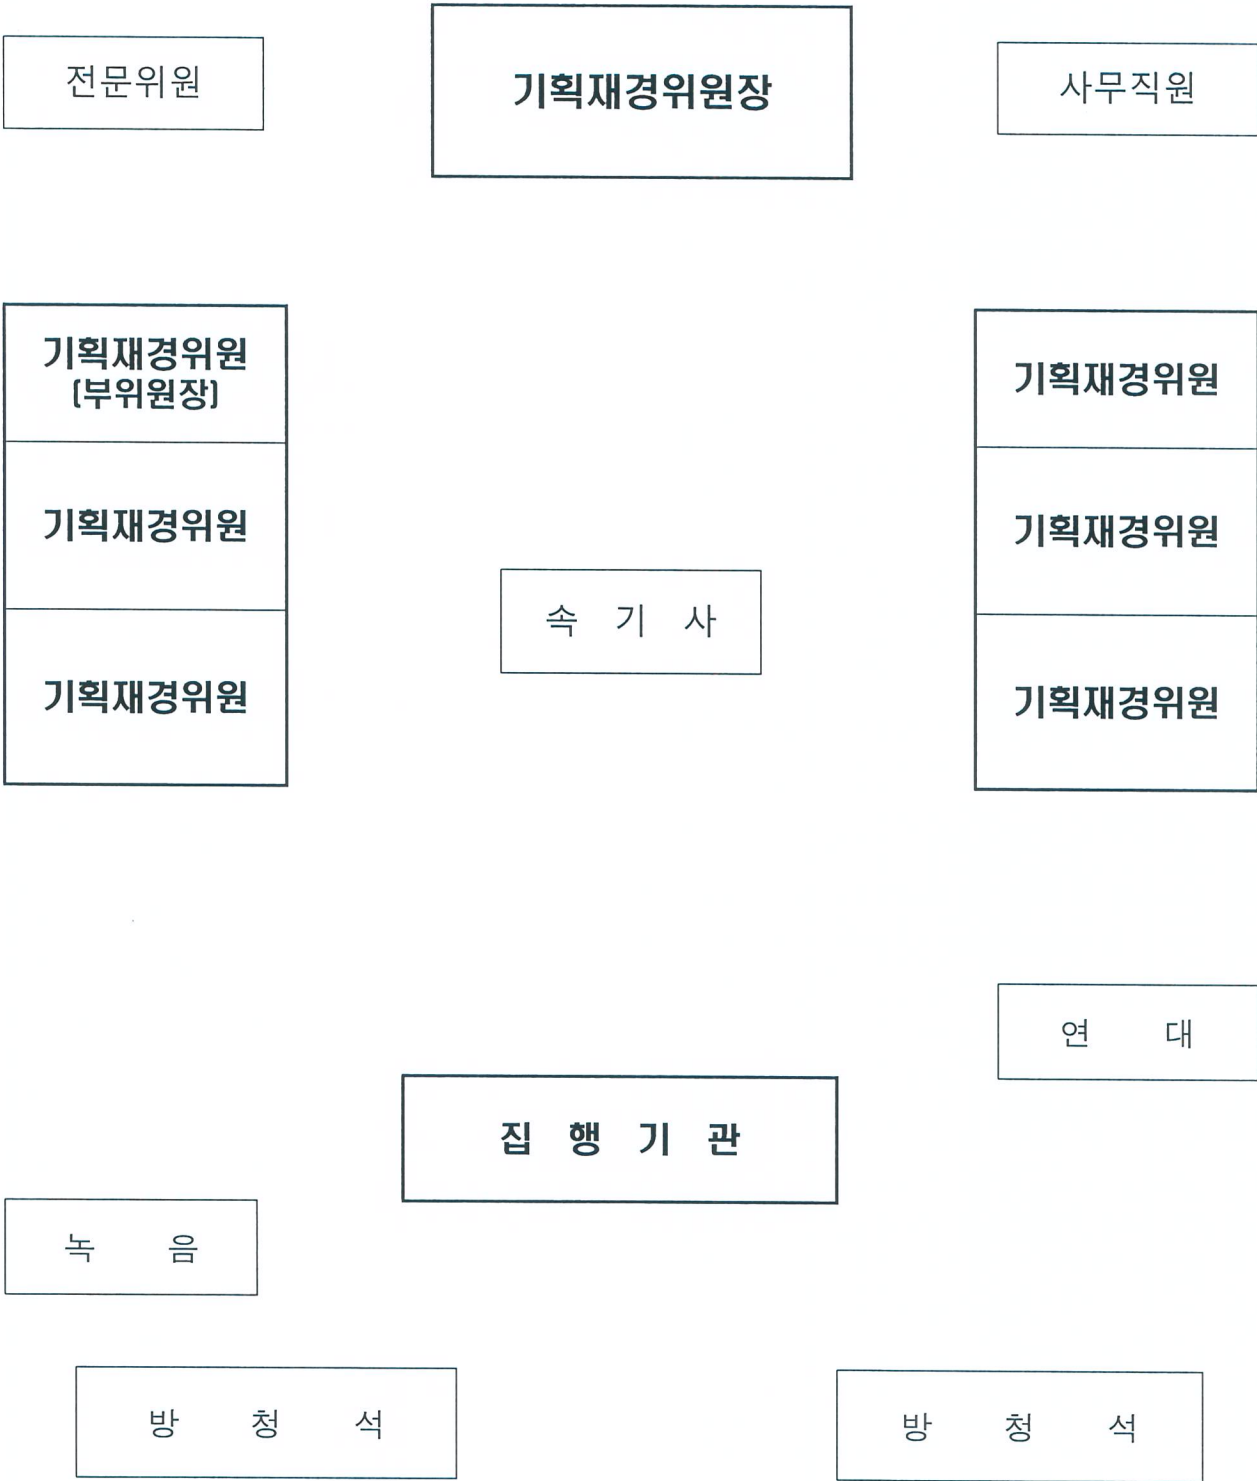 전문위원
기획재경위원장
사무직원
기획재경위원
(부위원장)
기획재경위원
기획재경위원
기획재경위원
기획재경위원
기획재경위원
속 기 사
연 대
집 행 기 관
녹 음
방 청 석
방 청 석